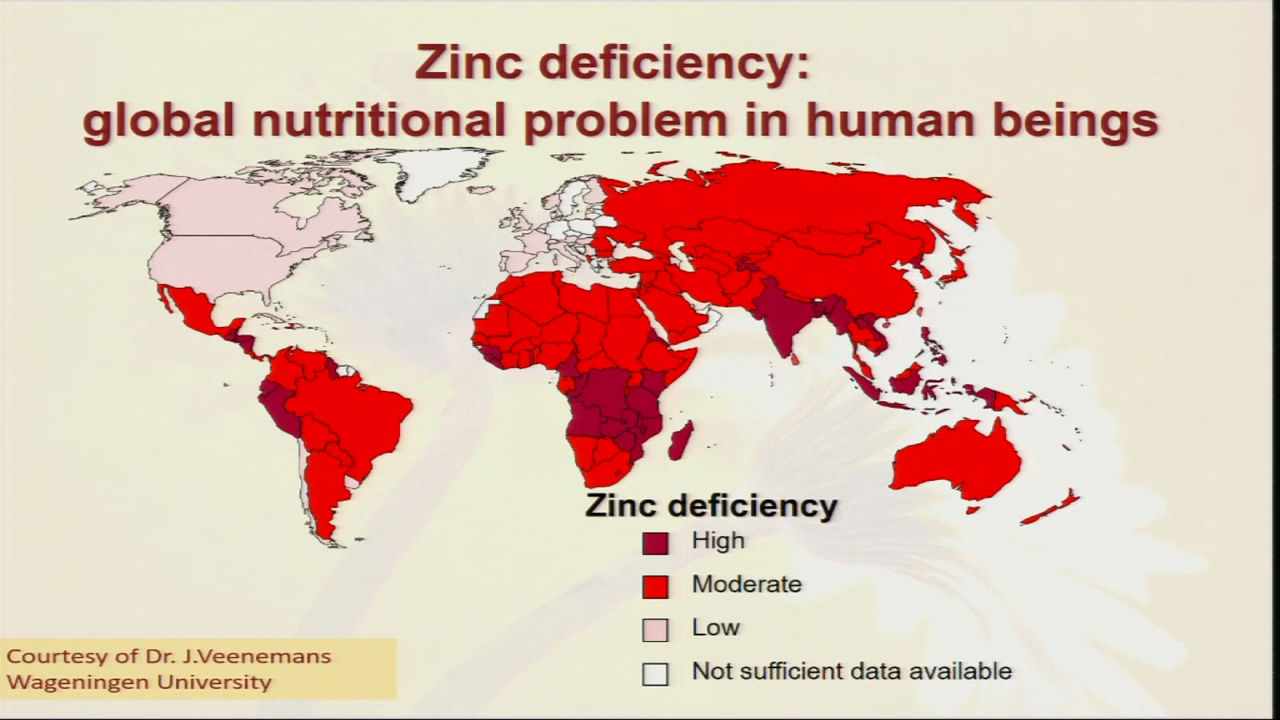 Zinc deficiency:
global nutritional problem in human beings
Zinc deficiency
High
Moderate
Low
Not sufficient data available
Courtesy of Dr. J.Veenemans
Wageningen University